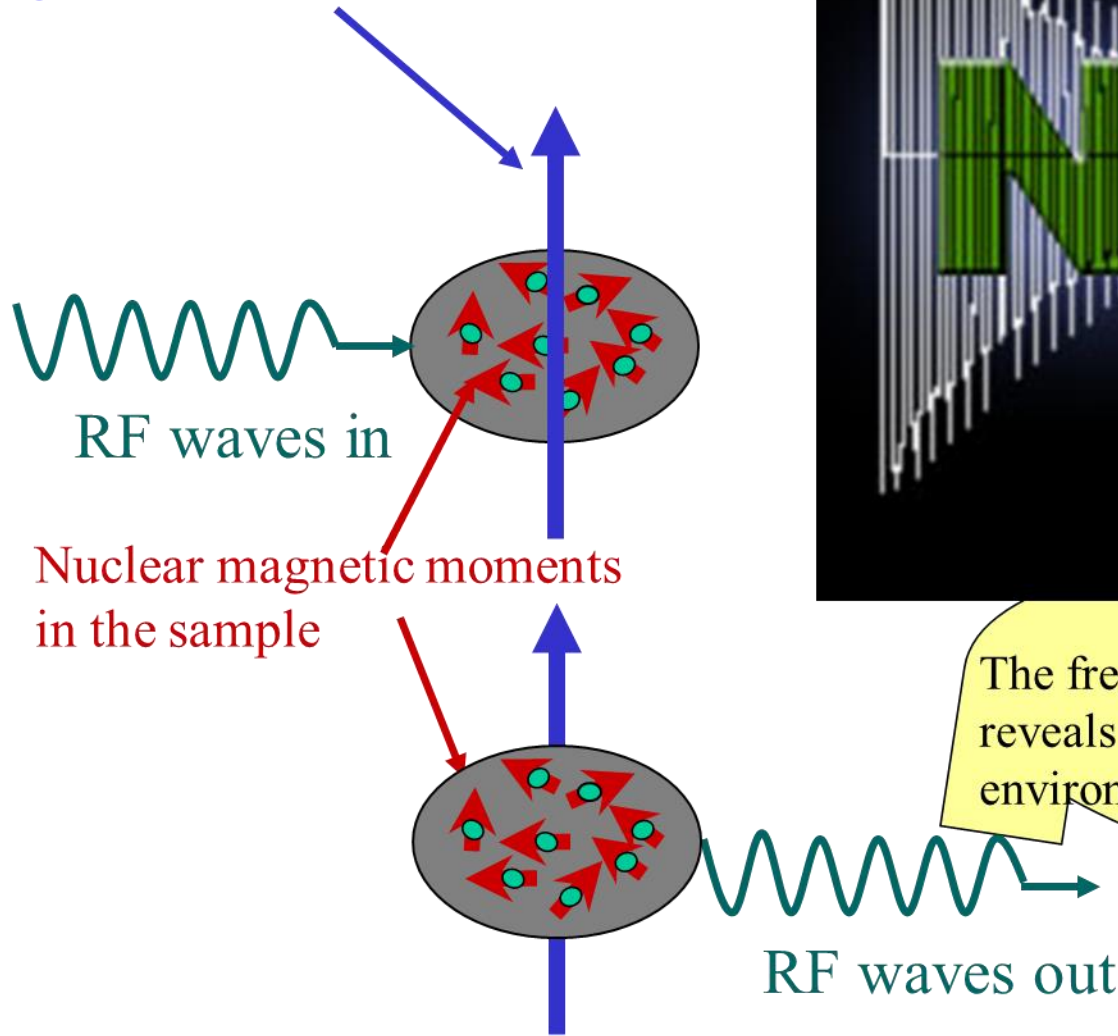 N
RF waves in
Nuclear magnetic moments
in the sample
The fre
reveals
environ
RF waves out